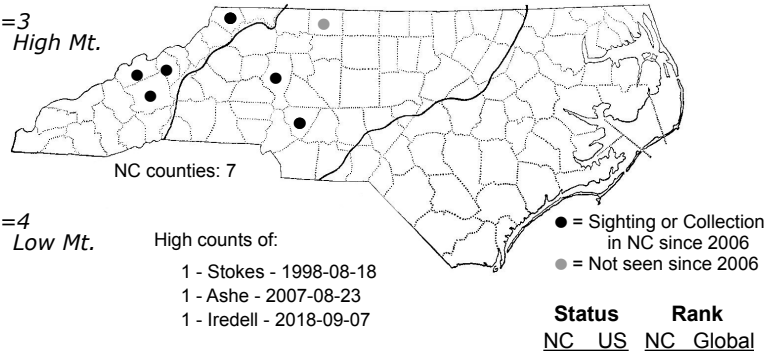 =3
High Mt.
NC counties: 7
=4
Low Mt.
High counts of:
1 - Stokes - 1998-08-18
1 - Ashe - 2007-08-23
1 - Iredell - 2018-09-07
= Sighting or Collection
in NC since 2006
= Not seen since 2006
Status Rank
NC US NC Global